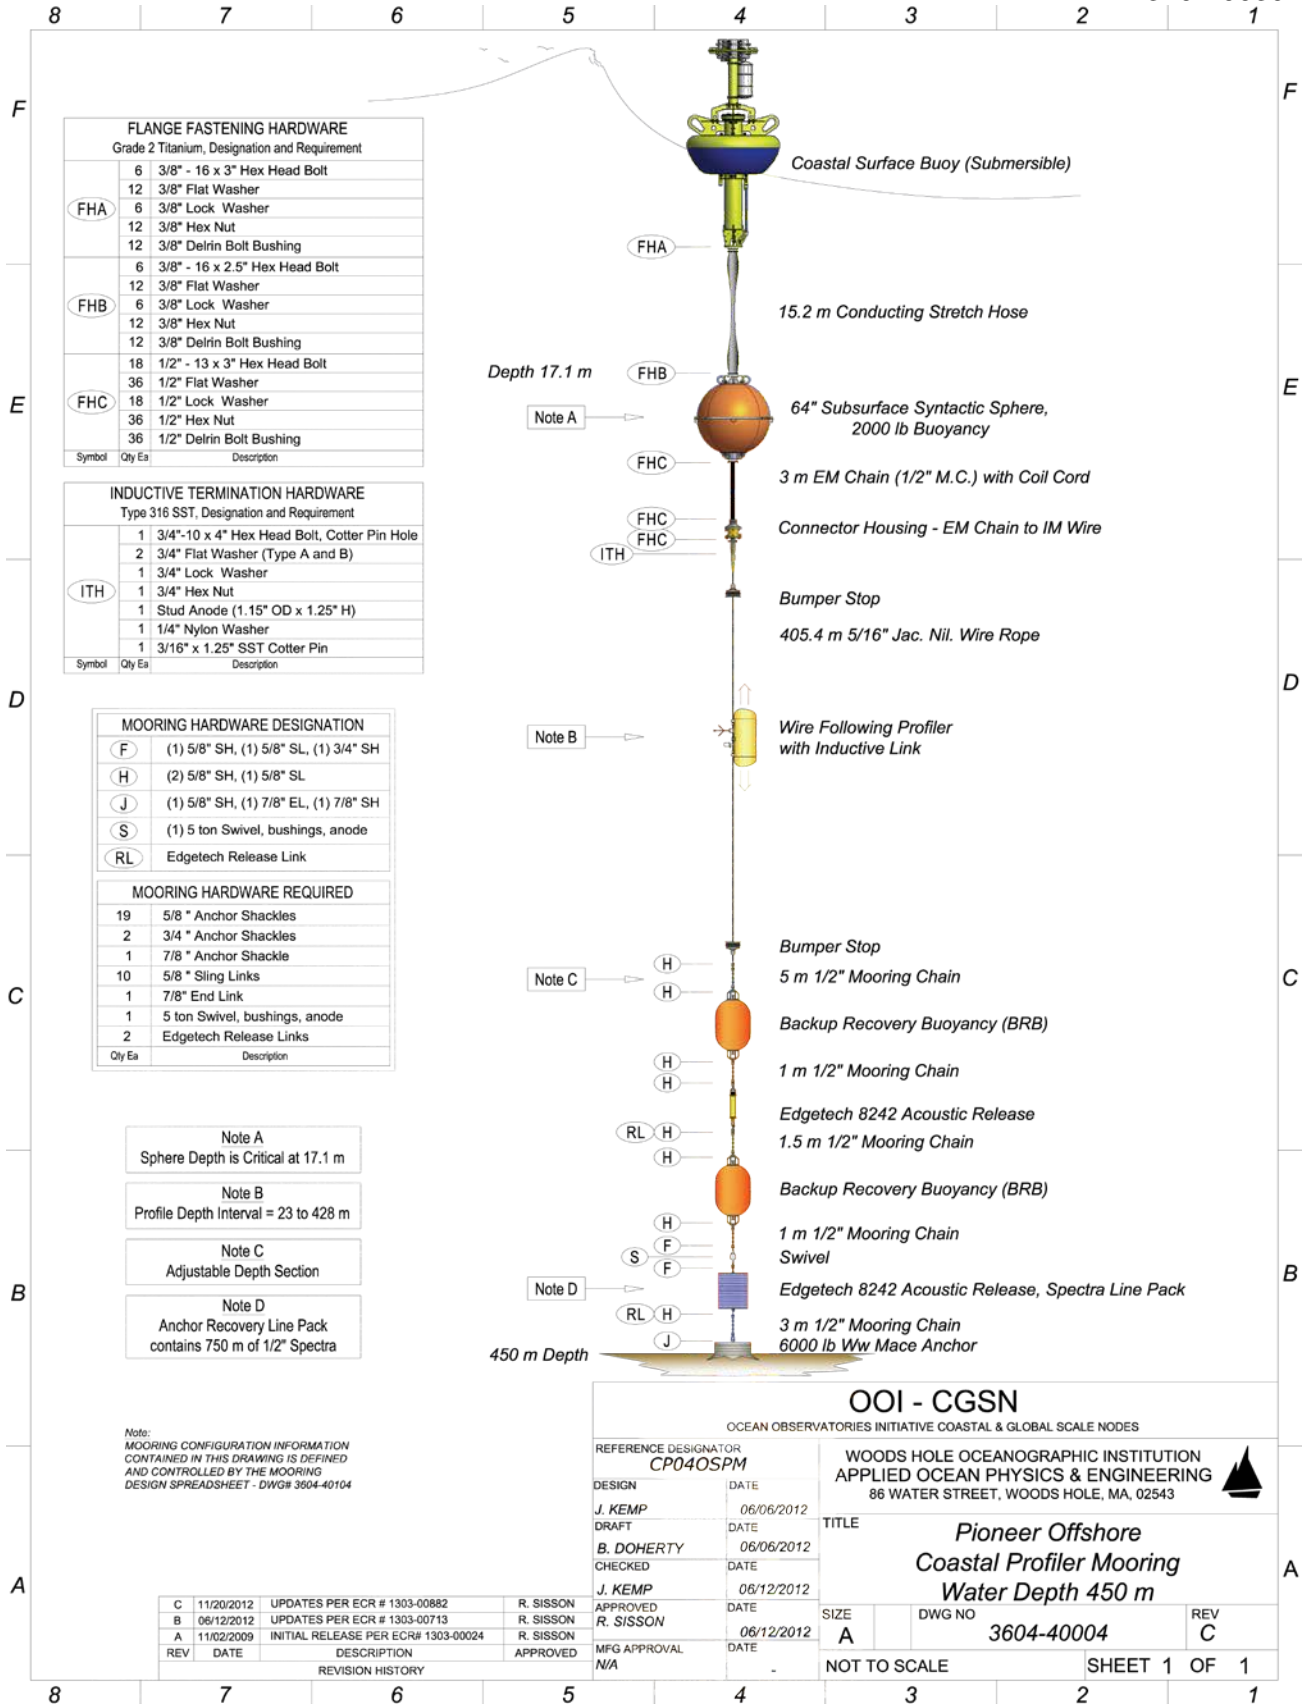 8 7 6 5 4 3 2 1
F
F
FLANGE FASTENING HARDWARE
Grade 2 Titanium, Designation and Requirement
FHA
6 3/8" - 16 x 3" Hex Head Bolt
12 3/8" Flat Washer
6 3/8" Lock Washer
12 3/8" Hex Nut
12 3/8" Delrin Bolt Bushing
FHB
6 3/8" - 16 x 2.5" Hex Head Bolt
12 3/8" Flat Washer
6 3/8" Lock Washer
12 3/8" Hex Nut
12 3/8" Delrin Bolt Bushing
FHC
18 1/2" - 13 x 3" Hex Head Bolt
36 1/2" Flat Washer
18 1/2" Lock Washer
36 1/2" Hex Nut
36 1/2" Delrin Bolt Bushing
Symbol Qty Ea Description
INDUCTIVE TERMINATION HARDWARE
Type 316 SST, Designation and Requirement
ITH
1 3/4"-10 x 4" Hex Head Bolt, Cotter Pin Hole
2 3/4" Flat Washer (Type A and B)
1 3/4" Lock Washer
1 3/4" Hex Nut
1 Stud Anode (1.15" OD x 1.25" H)
1 1/4" Nylon Washer
1 3/16" x 1.25" SST Cotter Pin
Symbol Qty Ea Description
MOORING HARDWARE DESIGNATION
F (1) 5/8" SH, (1) 5/8" SL, (1) 3/4" SH
H (2) 5/8" SH, (1) 5/8" SL
J (1) 5/8" SH, (1) 7/8" EL, (1) 7/8" SH
S (1) 5 ton Swivel, bushings, anode
RL Edgetech Release Link
MOORING HARDWARE REQUIRED
19 5/8 " Anchor Shackles
2 3/4 " Anchor Shackles
1 7/8 " Anchor Shackle
10 5/8 " Sling Links
1 7/8" End Link
1 5 ton Swivel, bushings, anode
2 Edgetech Release Links
Qty Ea Description
Note A
Sphere Depth is Critical at 17.1 m
Note B
Profile Depth Interval = 23 to 428 m
Note C
Adjustable Depth Section
Note D
Anchor Recovery Line Pack
contains 750 m of 1/2" Spectra
Note:
MOORING CONFIGURATION INFORMATION
CONTAINED IN THIS DRAWING IS DEFINED
AND CONTROLLED BY THE MOORING
DESIGN SPREADSHEET - DWG# 3604-40104
Coastal Surface Buoy (Submersible)
FHA
15.2 m Conducting Stretch Hose
Depth 17.1 m FHB
Note A
64" Subsurface Syntactic Sphere,
2000 lb Buoyancy
FHC
3 m EM Chain (1/2" M.C.) with Coil Cord
FHC
Connector Housing - EM Chain to IM Wire
FHC
ITH
Bumper Stop
405.4 m 5/16" Jac. Nil. Wire Rope
Note B
Wire Following Profiler
with Inductive Link
Bumper Stop
H
Note C
5 m 1/2" Mooring Chain
H
Backup Recovery Buoyancy (BRB)
H
1 m 1/2" Mooring Chain
H
Edgetech 8242 Acoustic Release
RL H
1.5 m 1/2" Mooring Chain
H
Backup Recovery Buoyancy (BRB)
H
1 m 1/2" Mooring Chain
F
S
Swivel
F
Note D
Edgetech 8242 Acoustic Release, Spectra Line Pack
RL H
3 m 1/2" Mooring Chain
J
6000 lb Ww Mace Anchor
450 m Depth
E
E
D
D
C
C
B
B
A
A
OOI - CGSN
OCEAN OBSERVATORIES INITIATIVE COASTAL & GLOBAL SCALE NODES
REFERENCE DESIGNATOR
CP04OSPM
WOODS HOLE OCEANOGRAPHIC INSTITUTION
APPLIED OCEAN PHYSICS & ENGINEERING
86 WATER STREET, WOODS HOLE, MA, 02543
DESIGN DATE
J. KEMP 06/06/2012
DRAFT DATE
B. DOHERTY 06/06/2012
CHECKED DATE
J. KEMP 06/12/2012
APPROVED DATE
R. SISSON 06/12/2012
MFG APPROVAL DATE
N/A -
TITLE
Pioneer Offshore
Coastal Profiler Mooring
Water Depth 450 m
SIZE DWG NO REV
A 3604-40004 C
NOT TO SCALE SHEET 1 OF 1
C 11/20/2012 UPDATES PER ECR # 1303-00882 R. SISSON
B 06/12/2012 UPDATES PER ECR # 1303-00713 R. SISSON
A 11/02/2009 INITIAL RELEASE PER ECR# 1303-00024 R. SISSON
REV DATE DESCRIPTION APPROVED
REVISION HISTORY
8 7 6 5 4 3 2 1